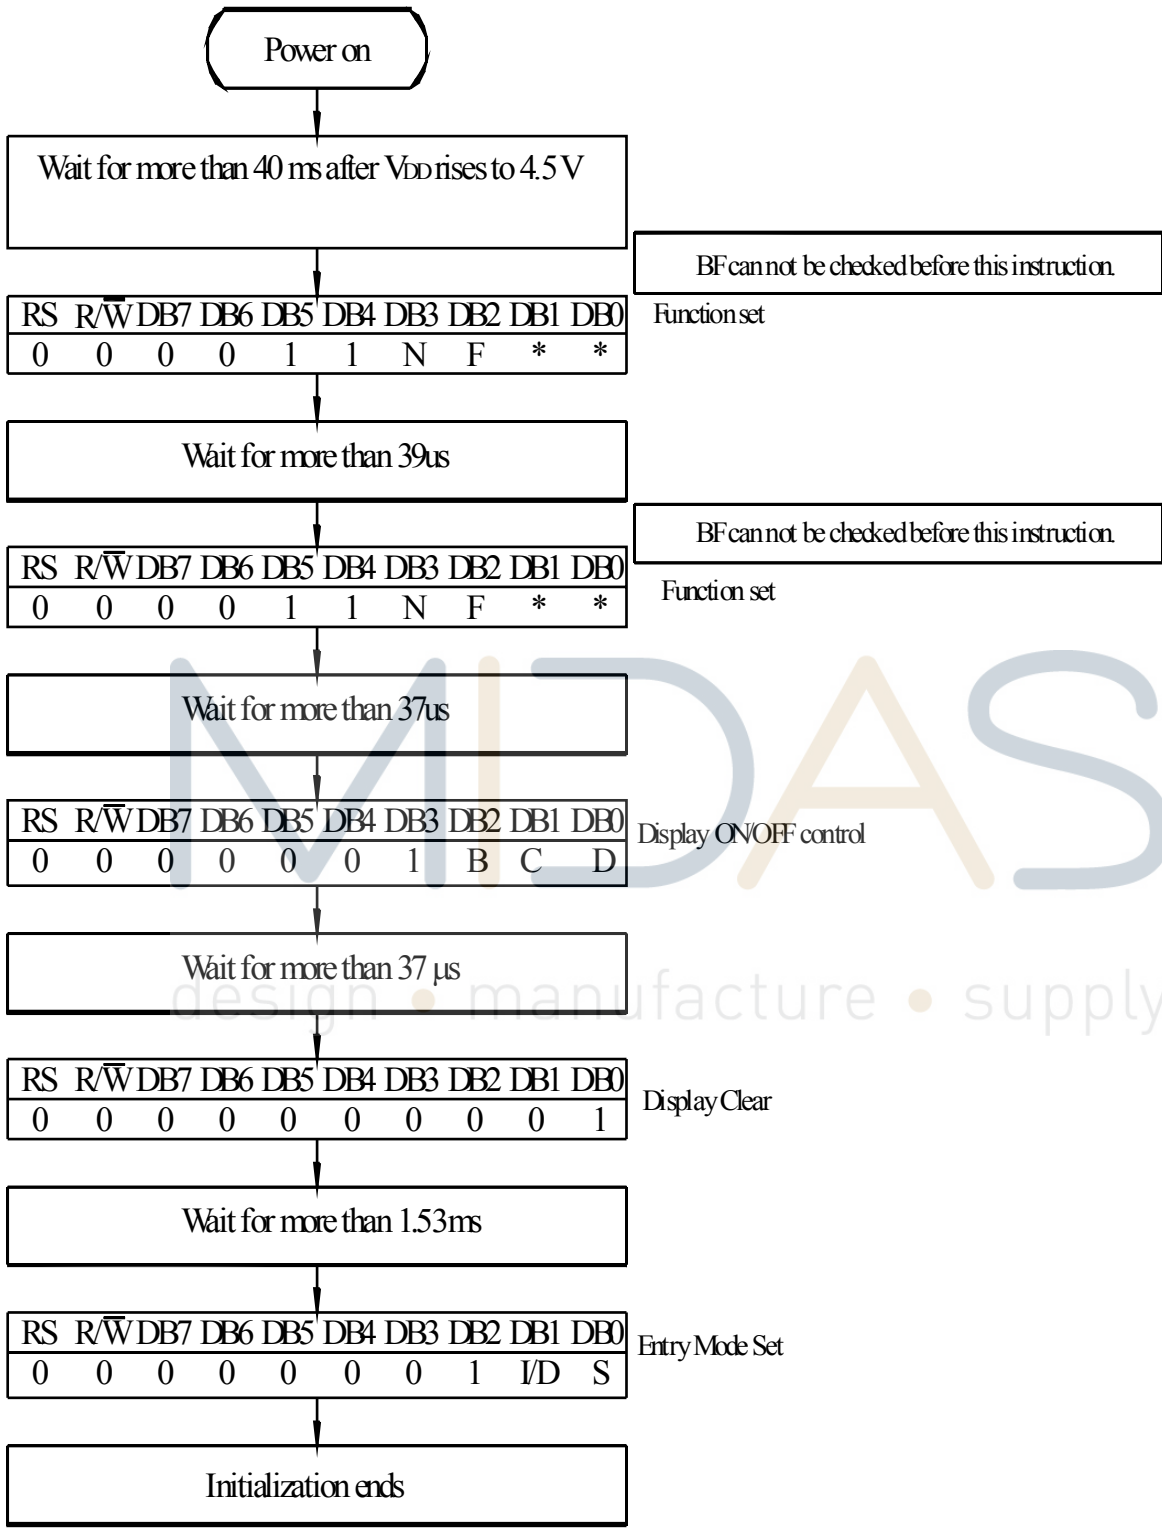 Power on
Wait for more than 40 ms after VDD rises to 4.5 V
BF can not be checked before this instruction.
RS R/W̅ DB7 DB6 DB5 DB4 DB3 DB2 DB1 DB0
Function set
0 0 0 0 1 1 N F * *
Wait for more than 39us
BF can not be checked before this instruction.
RS R/W̅ DB7 DB6 DB5 DB4 DB3 DB2 DB1 DB0
Function set
0 0 0 0 1 1 N F * *
MIDAS
Wait for more than 37us
RS R/W̅ DB7 DB6 DB5 DB4 DB3 DB2 DB1 DB0
Display ON/OFF control
0 0 0 0 0 0 1 B C D
Wait for more than 37 µs
design • manufacture • supply
RS R/W̅ DB7 DB6 DB5 DB4 DB3 DB2 DB1 DB0
Display Clear
0 0 0 0 0 0 0 0 0 1
Wait for more than 1.53ms
RS R/W̅ DB7 DB6 DB5 DB4 DB3 DB2 DB1 DB0
Entry Mode Set
0 0 0 0 0 0 0 1 I/D S
Initialization ends